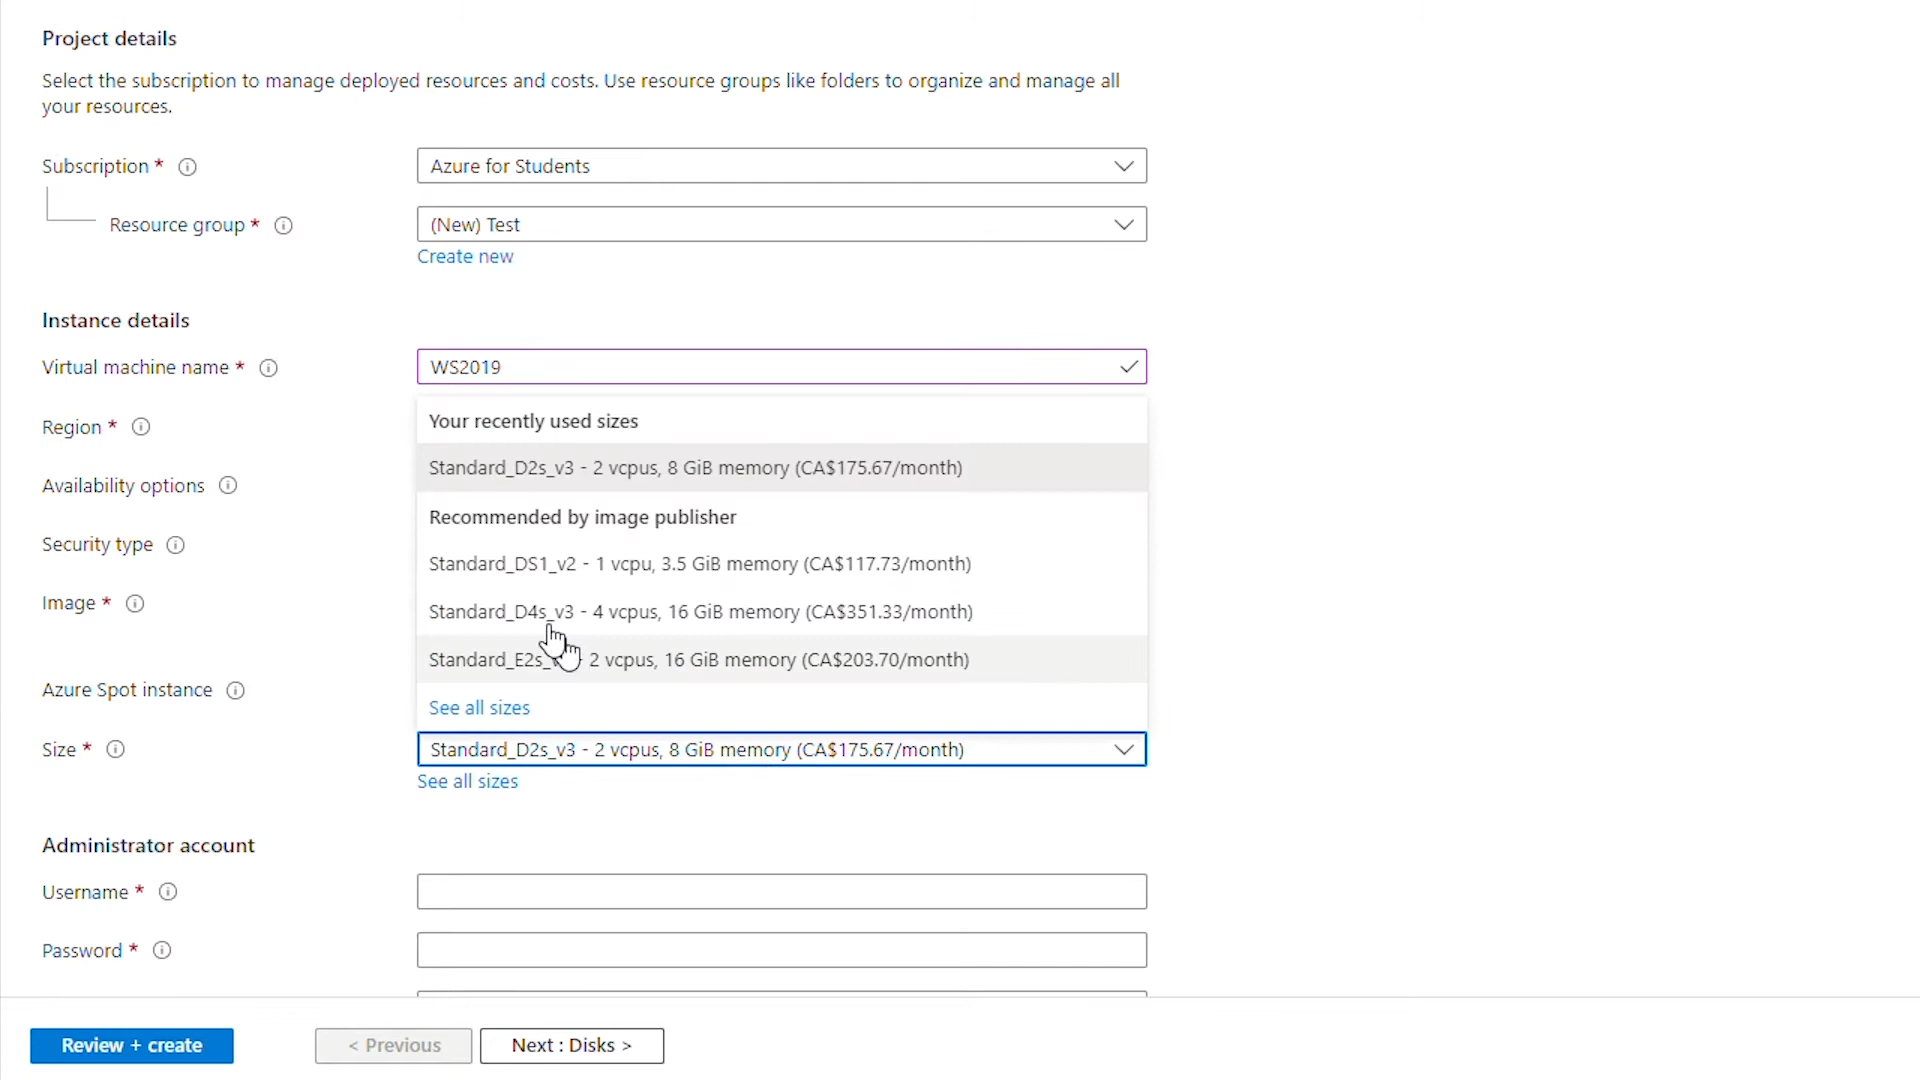 Project details
Select the subscription to manage deployed resources and costs. Use resource groups like folders to organize and manage all
your resources.
Subscription *
Azure for Students
Resource group *
(New) Test
Create new
Instance details
Virtual machine name *
WS2019
Your recently used sizes
Region *
Standard_D2s_v3 - 2 vcpus, 8 GiB memory (CA$175.67/month)
Availability options
Recommended by image publisher
Security type
Standard_DS1_v2 - 1 vcpu, 3.5 GiB memory (CA$117.73/month)
Image *
Standard_D4s_v3 - 4 vcpus, 16 GiB memory (CA$351.33/month)
Standard_E2s_ - 2 vcpus, 16 GiB memory (CA$203.70/month)
Azure Spot instance
See all sizes
Size *
Standard_D2s_v3 - 2 vcpus, 8 GiB memory (CA$175.67/month)
See all sizes
Administrator account
Username *
Password *
Review + create
< Previous
Next : Disks >